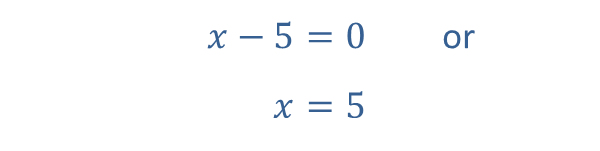 x − 5 = 0 or
x = 5